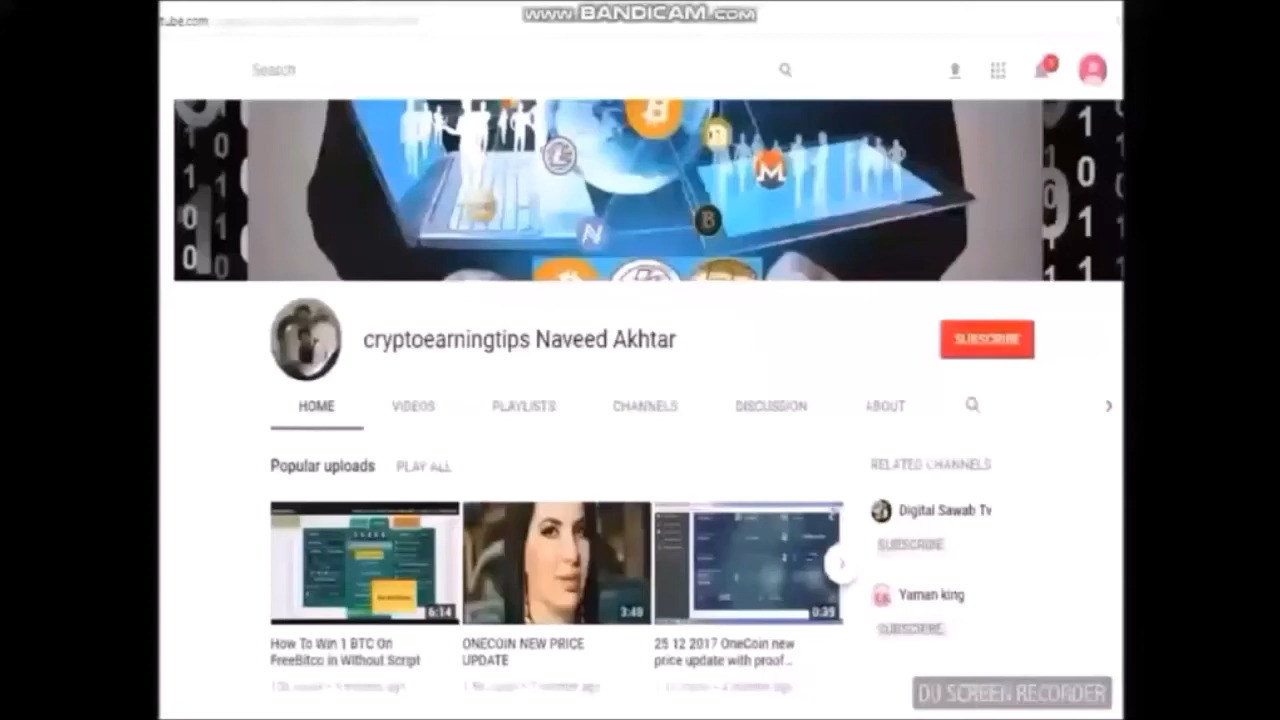 www.BANDICAM.COM
tube.com
Search
cryptoearningtips Naveed Akhtar
SUBSCRIBE
HOME VIDEOS PLAYLISTS CHANNELS DISCUSSION ABOUT
Popular uploads PLAY ALL
RELATED CHANNELS
Digital Sawab Tv
SUBSCRIBE
Yaman king
SUBSCRIBE
6:14
3:48
0:39
How To Win 1 BTC On
FreeBitco in Without Script
ONECOIN NEW PRICE
UPDATE
25 12 2017 OneCoin new
price update with proof...
DU SCREEN RECORDER